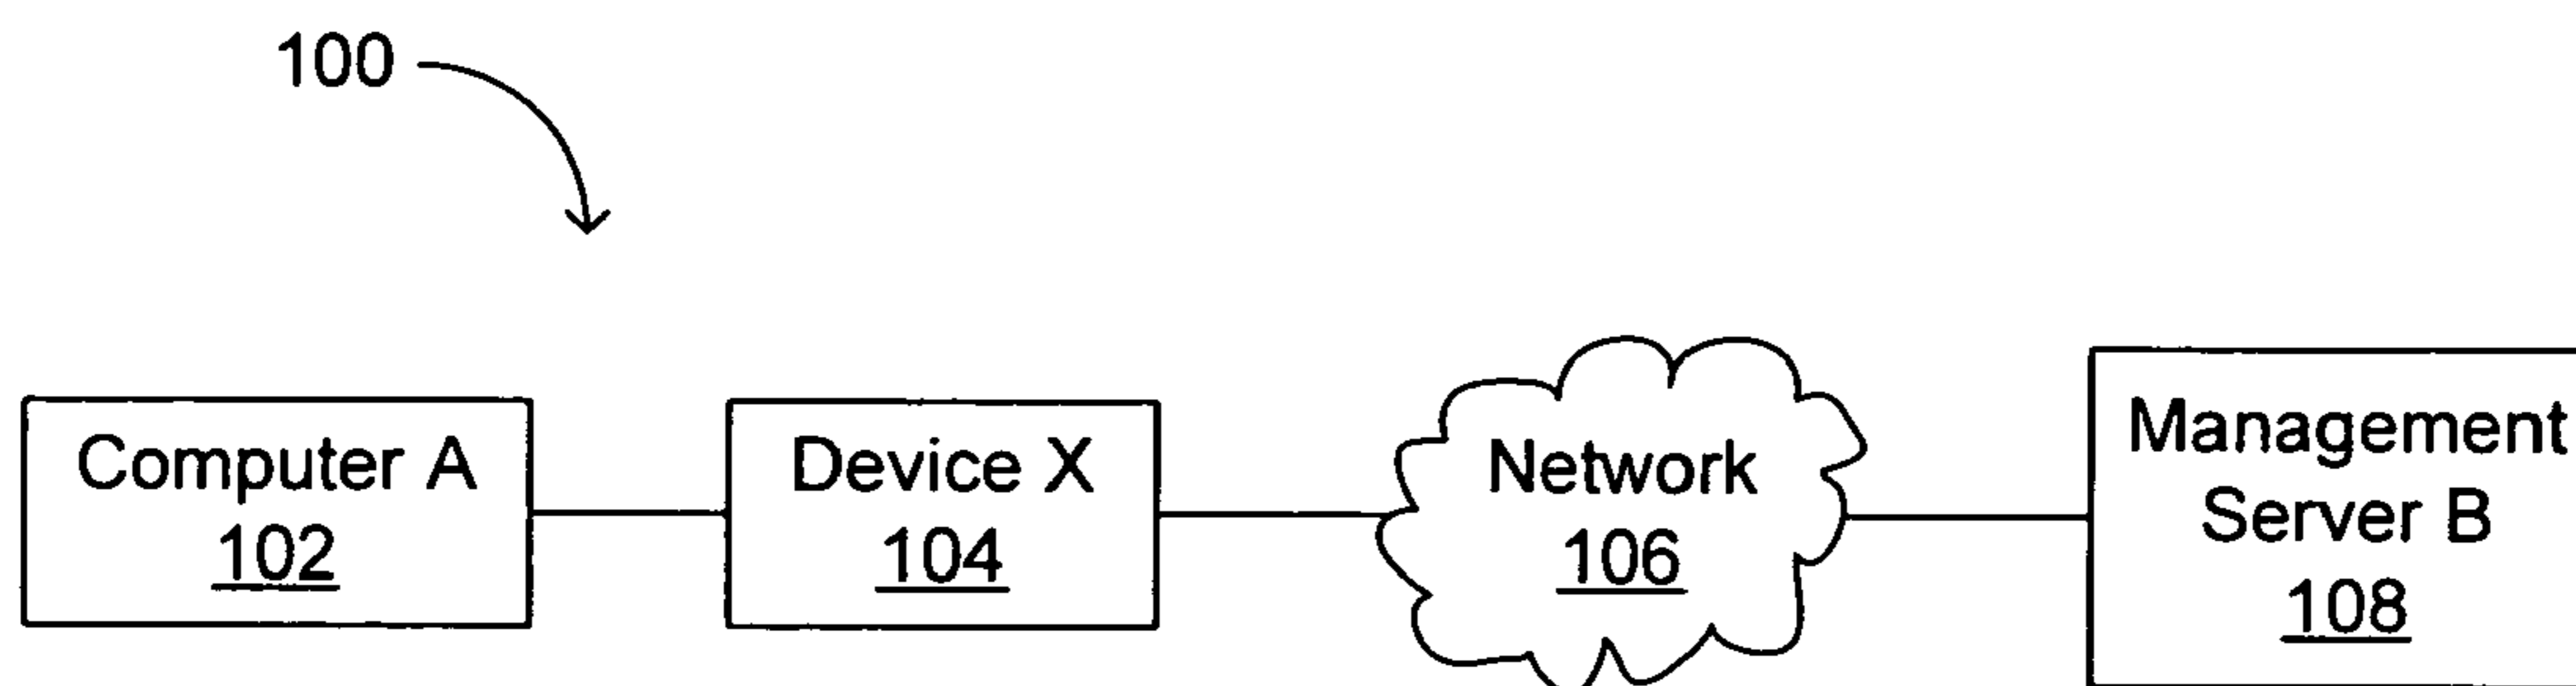 100
Computer A
102
Device X
104
Network
106
Management
Server B
108